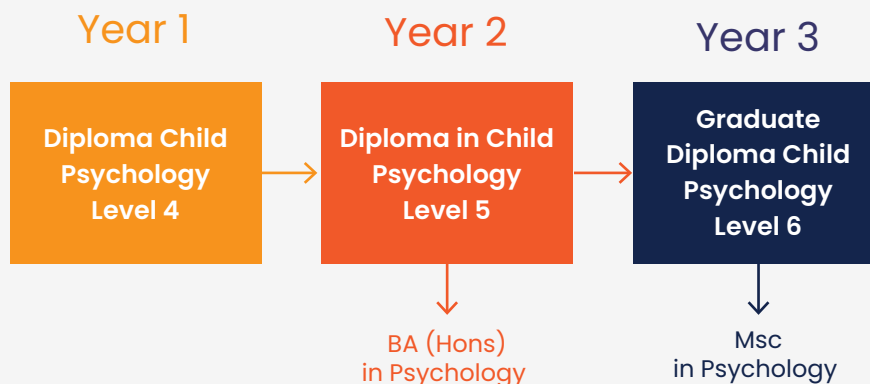 Year 1
Year 2
Year 3
Diploma Child
Psychology
Level 4
Diploma in Child
Psychology
Level 5
Graduate
Diploma Child
Psychology
Level 6
BA (Hons)
in Psychology
Msc
in Psychology